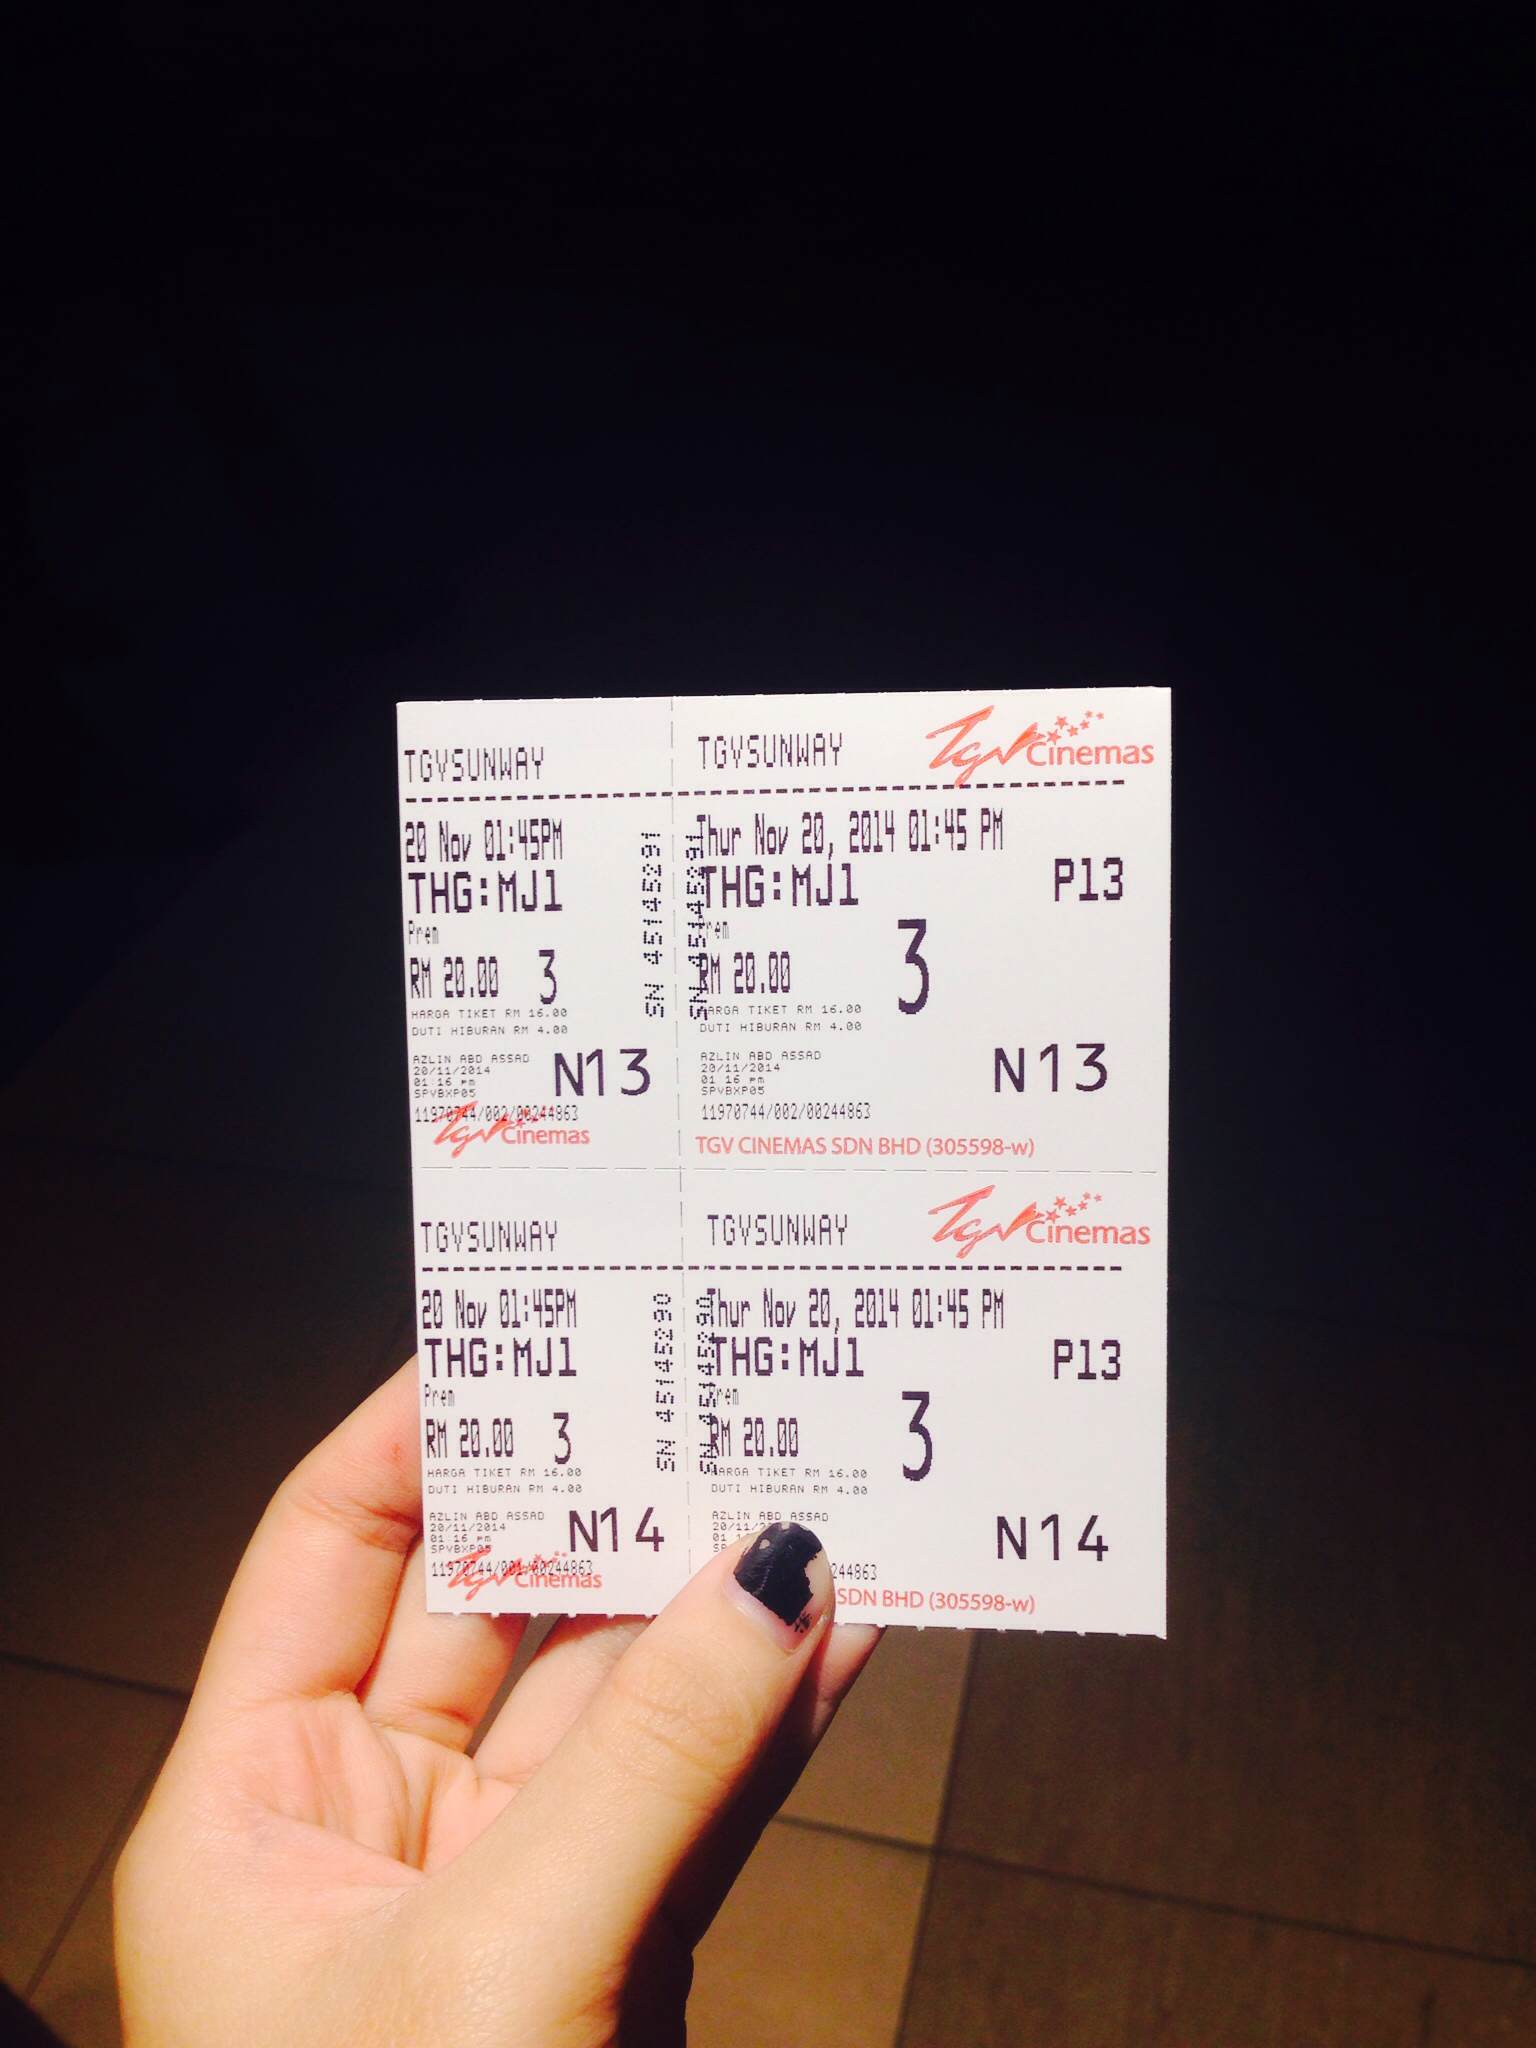 TGVSUNWAY
20 Nov 01:45PM
THG:MJ1
Prem
RM 20.00 3
HARGA TIKET RM 16.00
DUTI HIBURAN RM 4.00
AZLIN ABD ASSAD
20/11/2014
01:16 pm
SPVBXP05
N13
11970744/002/00244863
TGV Cinemas
SN 45145291
TGVSUNWAY
TGV Cinemas
Thur Nov 20, 2014 01:45 PM
THG:MJ1
P13
Prem
RM 20.00
3
HARGA TIKET RM 16.00
DUTI HIBURAN RM 4.00
AZLIN ABD ASSAD
20/11/2014
01 16 pm
SPVBXP05
N13
11970744/002/00244863
TGV CINEMAS SDN BHD (305598-w)
SN 45145291
TGVSUNWAY
20 Nov 01:45PM
THG:MJ1
Prem
RM 20.00 3
HARGA TIKET RM 16.00
DUTI HIBURAN RM 4.00
AZLIN ABD ASSAD
20/11/2014
01:16 pm
SPVBXP05
N14
11970744/001/00244863
TGV Cinemas
SN 45145290
TGVSUNWAY
TGV Cinemas
Thur Nov 20, 2014 01:45 PM
THG:MJ1
P13
Prem
RM 20.00
3
HARGA TIKET RM 16.00
DUTI HIBURAN RM 4.00
AZLIN ABD ASSAD
N14
244863
SDN BHD (305598-w)
SN 45145290